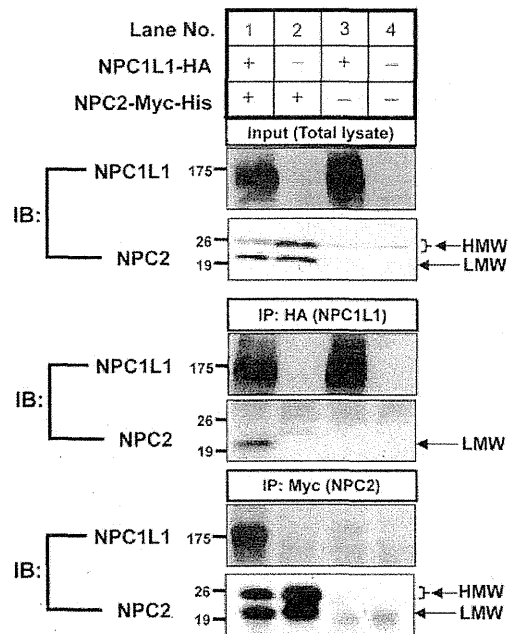 Lane No. 1 2 3 4
NPC1L1-HA + − + −
NPC2-Myc-His + + − −
Input (Total lysate)
NPC1L1 175
IB:
26 HMW
NPC2 19 LMW
IP: HA (NPC1L1)
NPC1L1 175
IB:
26
NPC2 19 LMW
IP: Myc (NPC2)
NPC1L1 175
IB:
26 HMW
NPC2 19 LMW